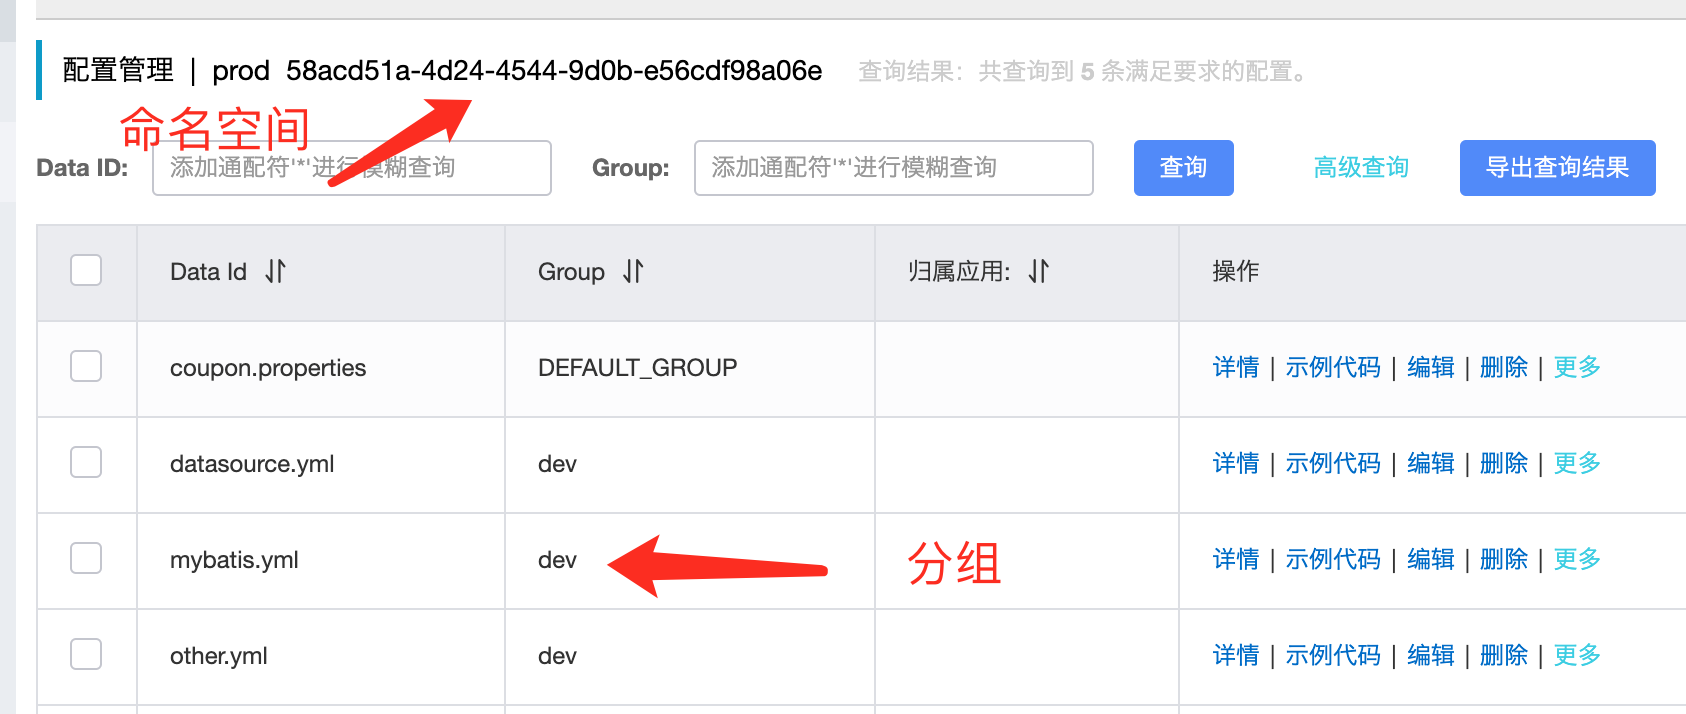 配置管理 | prod 58acd51a-4d24-4544-9d0b-e56cdf98a06e 查询结果：共查询到 5 条满足要求的配置。
命名空间
Data ID: 添加通配符'*'进行模糊查询 Group: 添加通配符'*'进行模糊查询 查询 高级查询 导出查询结果
Data Id Group 归属应用: 操作
coupon.properties DEFAULT_GROUP 详情 | 示例代码 | 编辑 | 删除 | 更多
datasource.yml dev 详情 | 示例代码 | 编辑 | 删除 | 更多
mybatis.yml dev 分组 详情 | 示例代码 | 编辑 | 删除 | 更多
other.yml dev 详情 | 示例代码 | 编辑 | 删除 | 更多